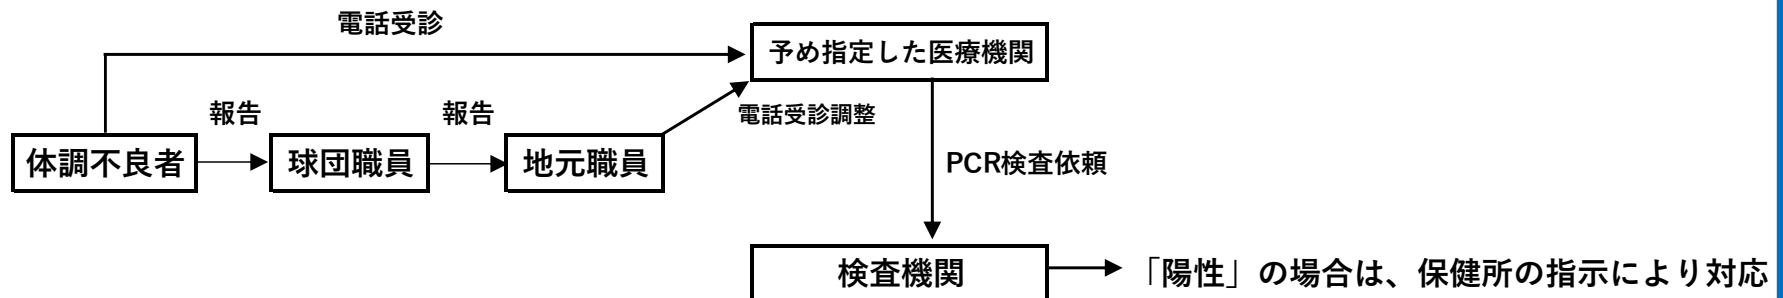 電話受診
予め指定した医療機関
報告
報告
電話受診調整
体調不良者
球団職員
地元職員
PCR検査依頼
検査機関
「陽性」の場合は、保健所の指示により対応